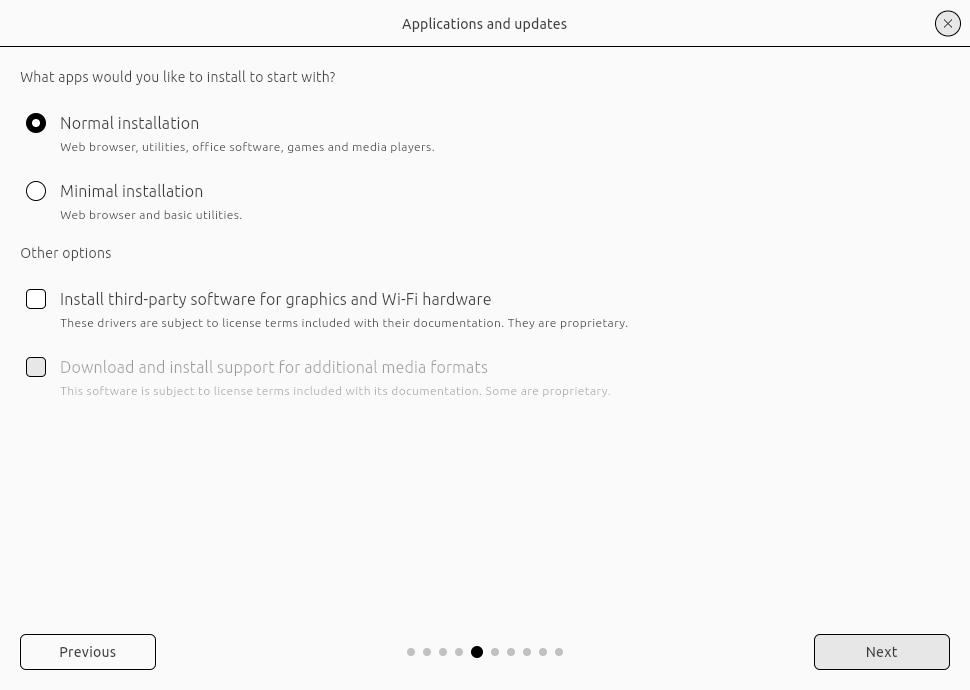 Applications and updates
What apps would you like to install to start with?
Normal installation
Web browser, utilities, office software, games and media players.
Minimal installation
Web browser and basic utilities.
Other options
Install third-party software for graphics and Wi-Fi hardware
These drivers are subject to license terms included with their documentation. They are proprietary.
Download and install support for additional media formats
This software is subject to license terms included with its documentation. Some are proprietary.
Previous
Next